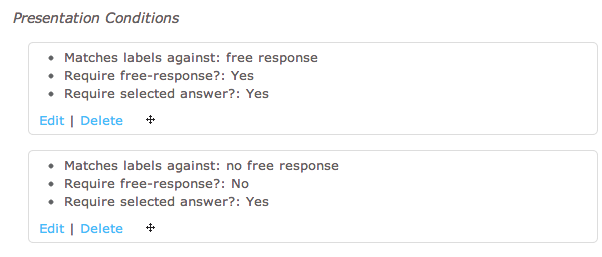 Presentation Conditions
Matches labels against: free response
Require free-response?: Yes
Require selected answer?: Yes
Edit | Delete
Matches labels against: no free response
Require free-response?: No
Require selected answer?: Yes
Edit | Delete